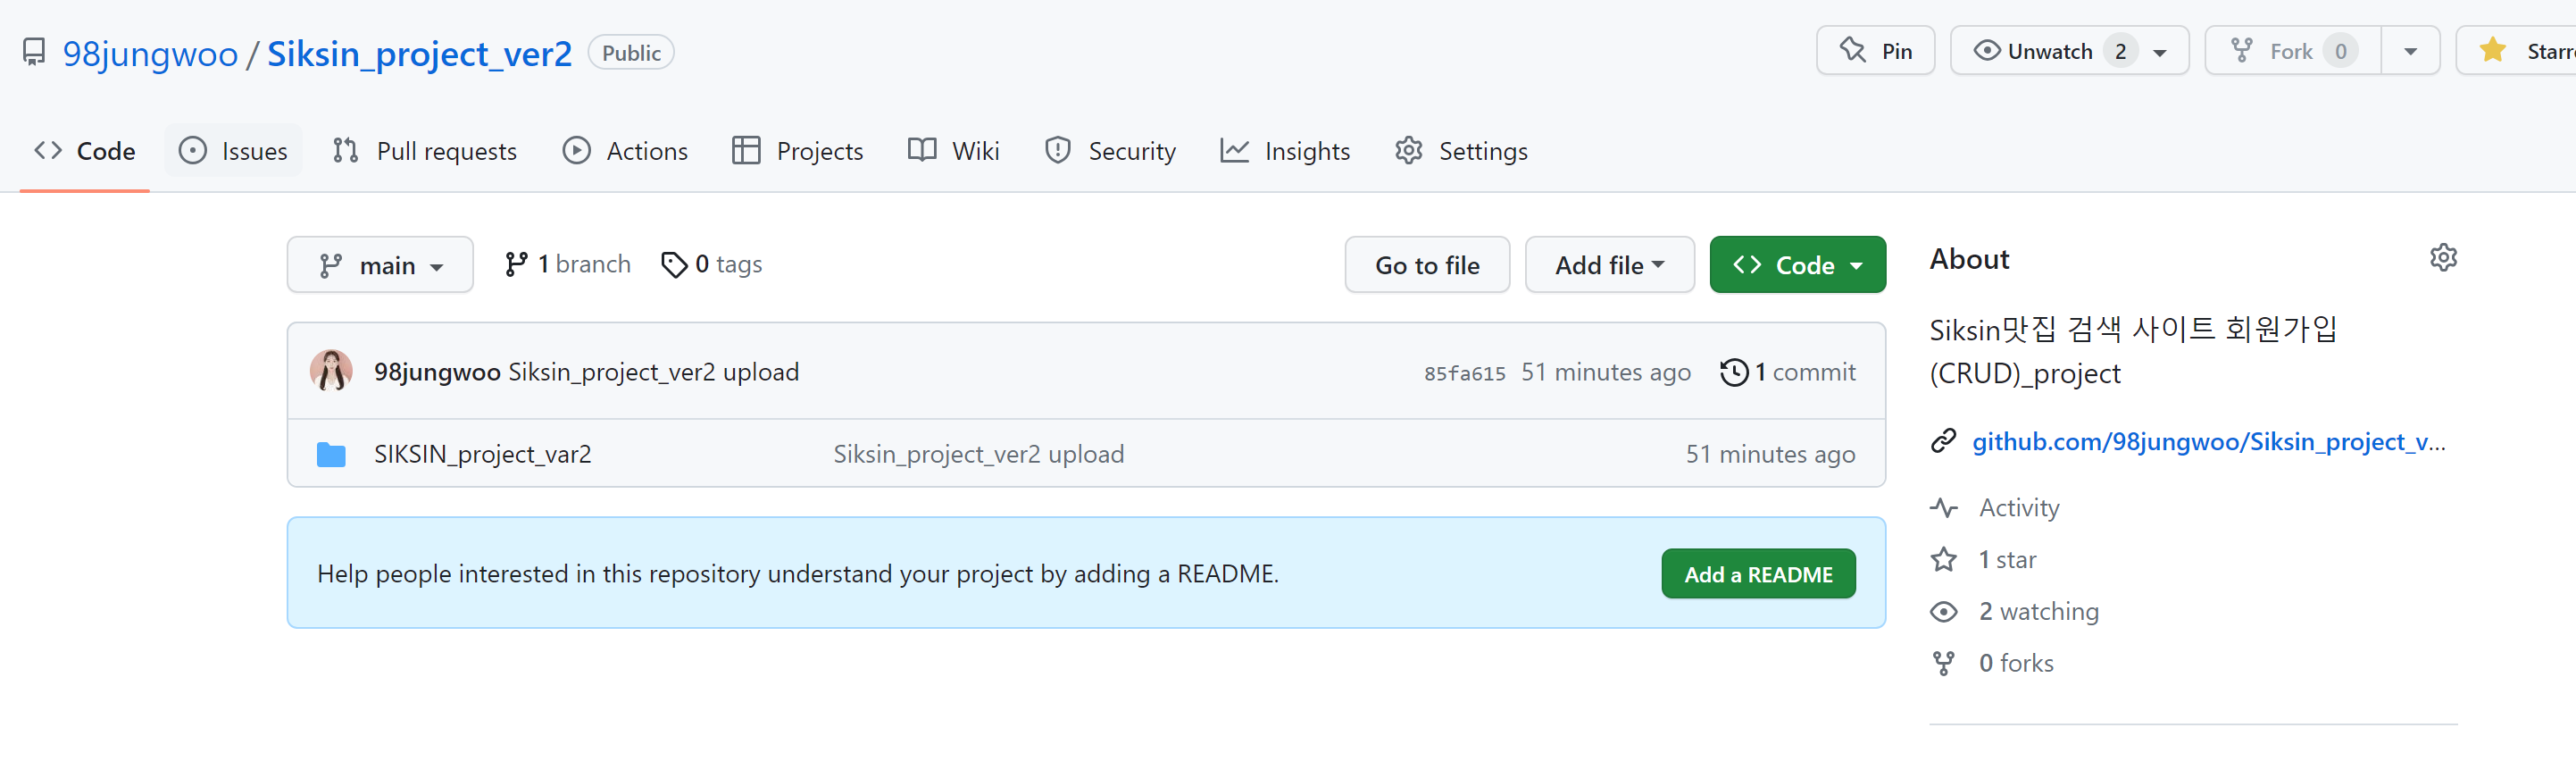 98jungwoo / Siksin_project_ver2 Public
Pin Unwatch 2 Fork 0
Code Issues Pull requests Actions Projects Wiki Security Insights Settings
main 1 branch 0 tags Go to file Add file Code
98jungwoo Siksin_project_ver2 upload 85fa615 51 minutes ago 1 commit
SIKSIN_project_var2 Siksin_project_ver2 upload 51 minutes ago
Help people interested in this repository understand your project by adding a README. Add a README
About
Siksin맛집 검색 사이트 회원가입
(CRUD)_project
github.com/98jungwoo/Siksin_project_v...
Activity
1 star
2 watching
0 forks